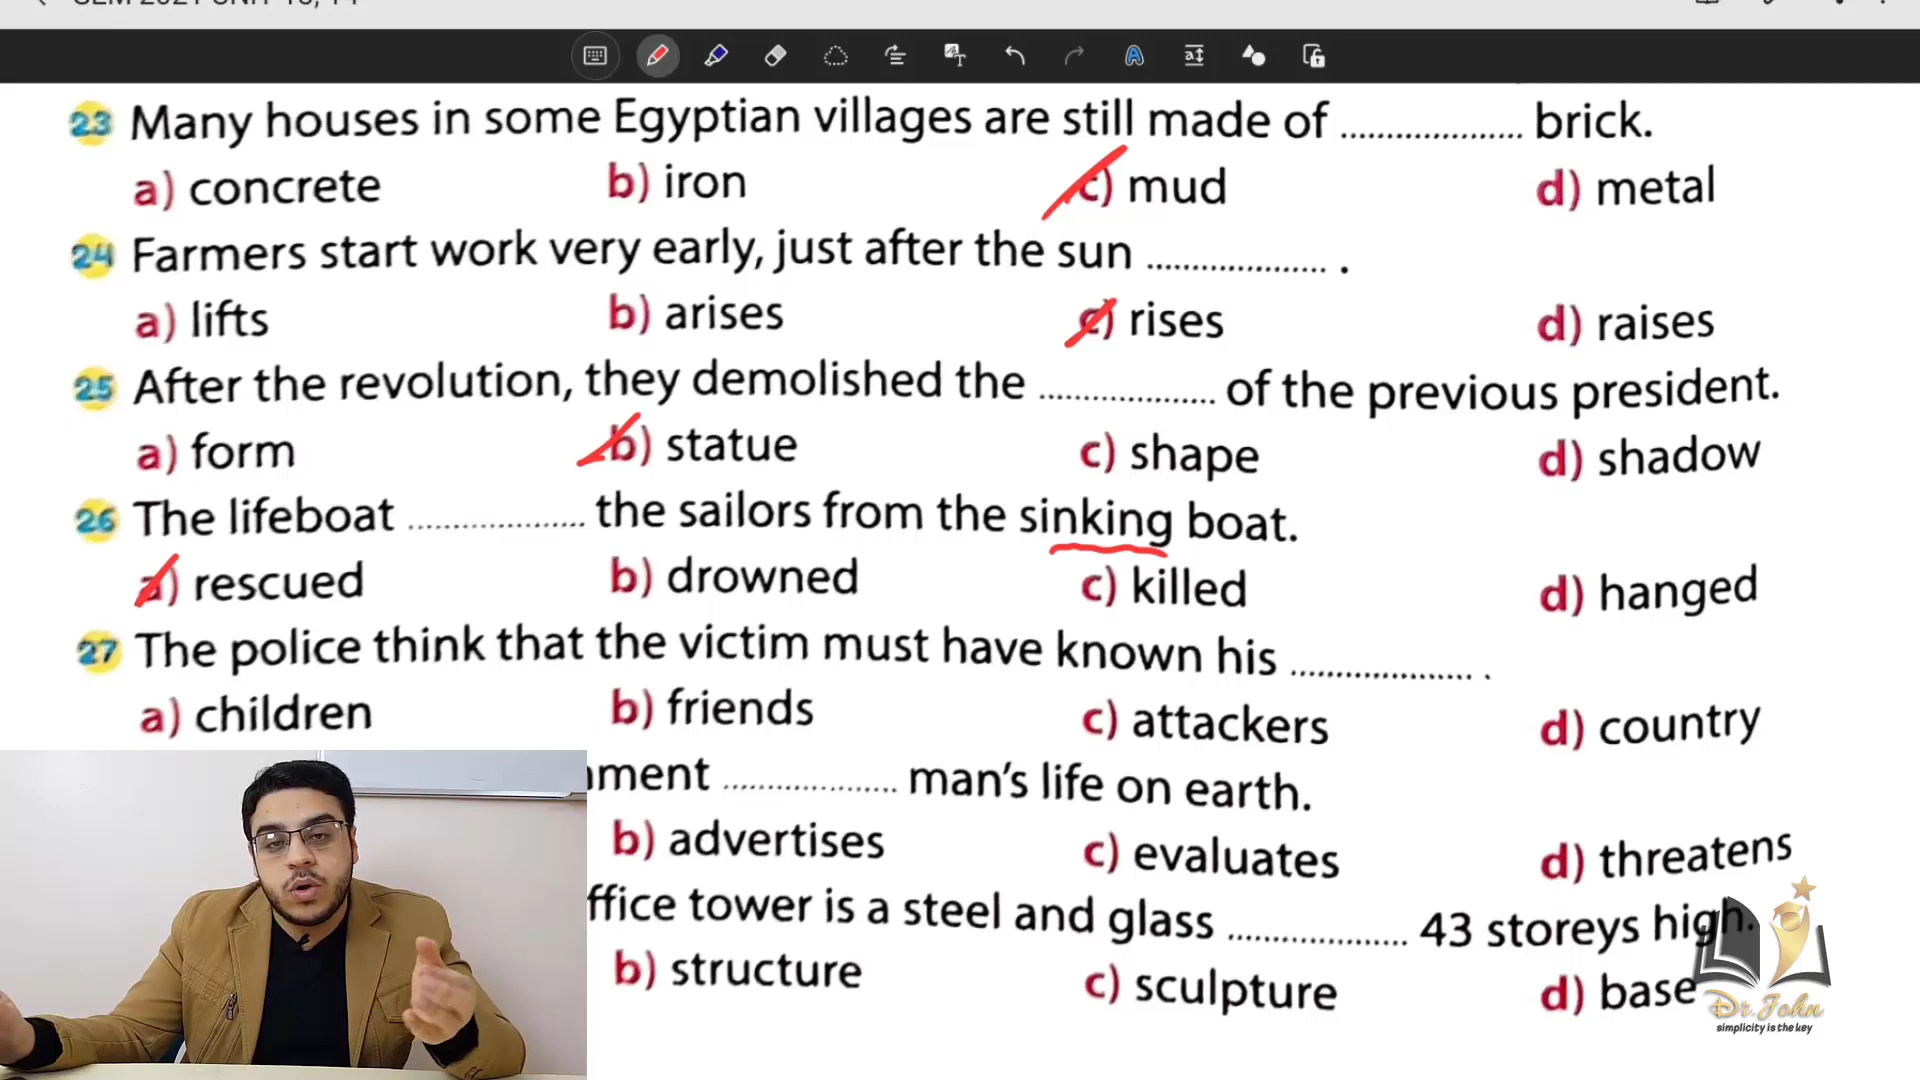 23 Many houses in some Egyptian villages are still made of .................... brick.
a) concrete b) iron c) mud d) metal
24 Farmers start work very early, just after the sun .................... .
a) lifts b) arises c) rises d) raises
25 After the revolution, they demolished the .................... of the previous president.
a) form b) statue c) shape d) shadow
26 The lifeboat .................... the sailors from the sinking boat.
a) rescued b) drowned c) killed d) hanged
27 The police think that the victim must have known his .................... .
a) children b) friends c) attackers d) country
nment .................... man's life on earth.
b) advertises c) evaluates d) threatens
ffice tower is a steel and glass .................... 43 storeys high.
b) structure c) sculpture d) base
Dr.John
simplicity is the key